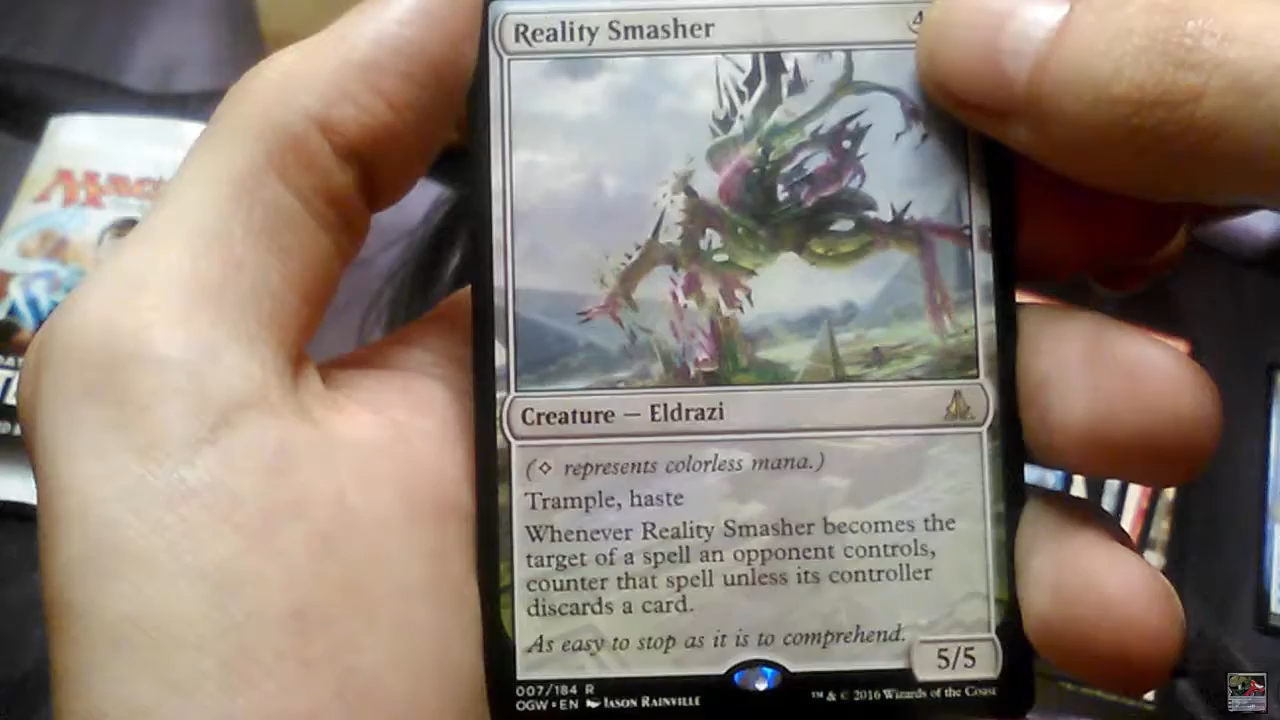 Reality Smasher 4
Creature — Eldrazi
(◇ represents colorless mana.)
Trample, haste
Whenever Reality Smasher becomes the
target of a spell an opponent controls,
counter that spell unless its controller
discards a card.
As easy to stop as it is to comprehend.
5/5
007/184 R
OGW • EN JASON RAINVILLE
™ & © 2016 Wizards of the Coast